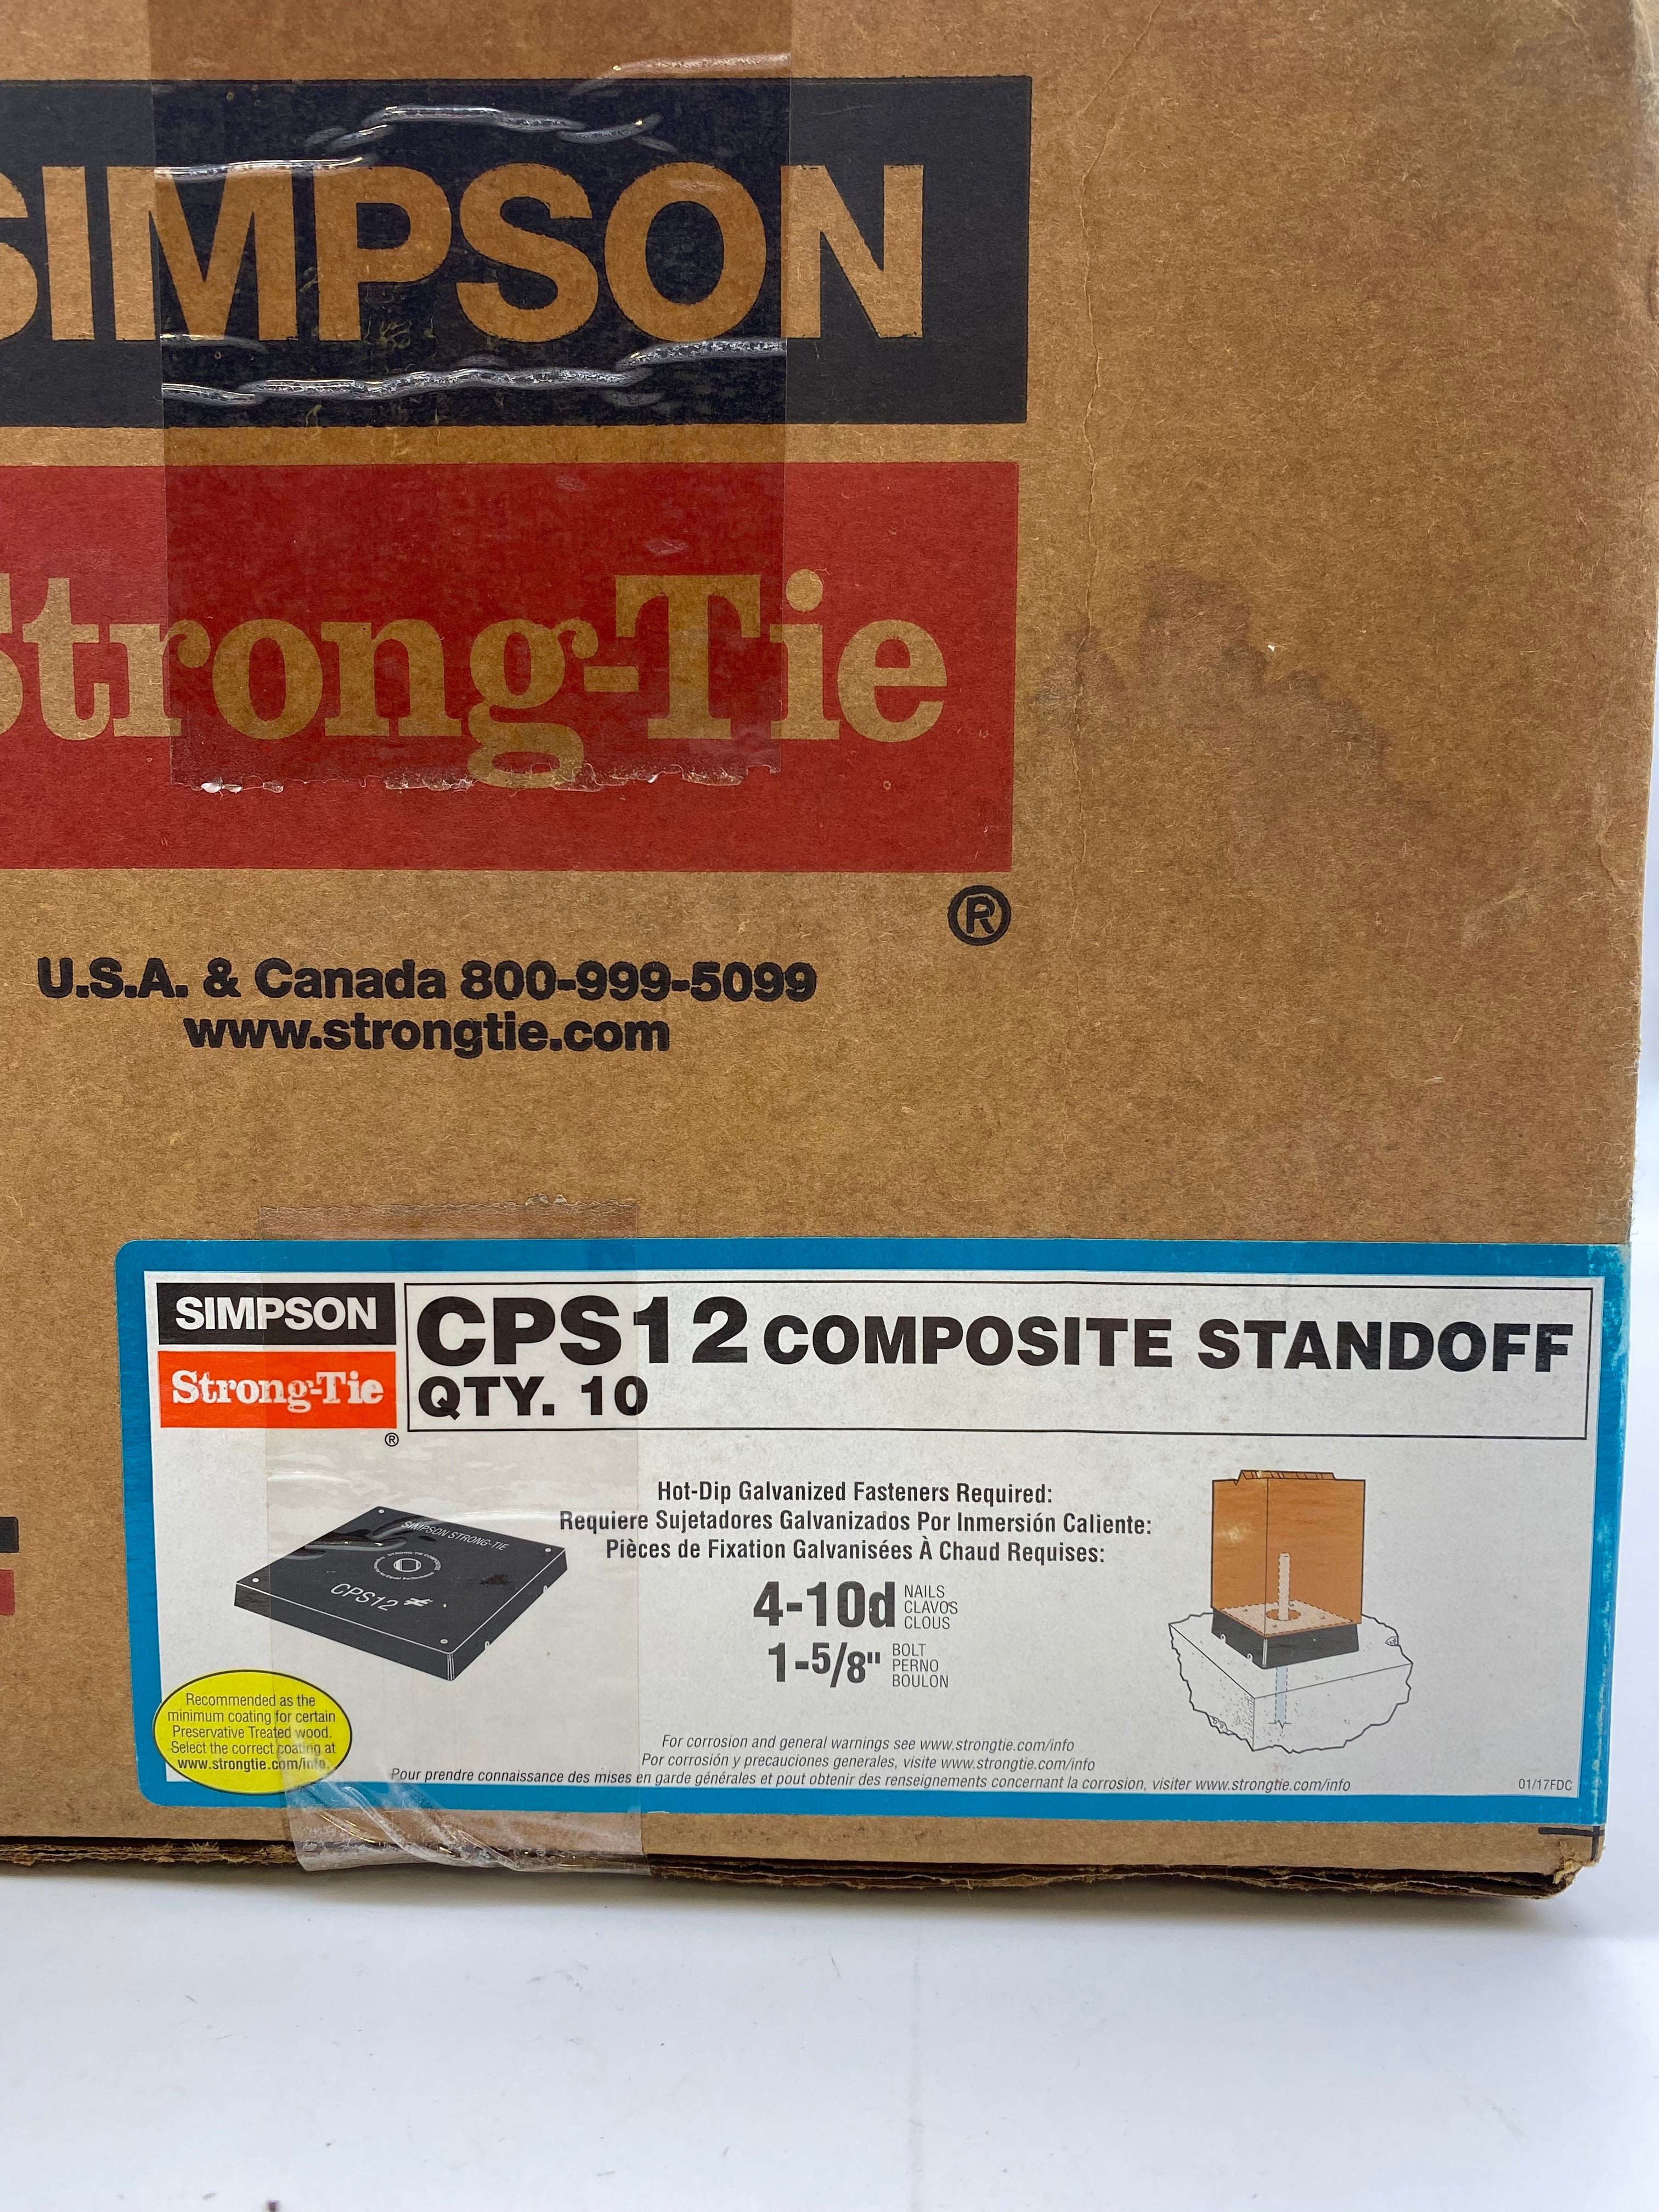 SIMPSON
Strong-Tie
®
U.S.A. & Canada 800-999-5099
www.strongtie.com
SIMPSON
Strong-Tie
®
CPS12 COMPOSITE STANDOFF
QTY. 10
SIMPSON STRONG-TIE
CPS12
Hot-Dip Galvanized Fasteners Required:
Requiere Sujetadores Galvanizados Por Inmersión Caliente:
Pièces de Fixation Galvanisées À Chaud Requises:
4-10d NAILS
CLAVOS
CLOUS
1-5/8" BOLT
PERNO
BOULON
Recommended as the
minimum coating for certain
Preservative Treated wood.
Select the correct coating at
www.strongtie.com/info.
For corrosion and general warnings see www.strongtie.com/info
Por corrosión y precauciones generales, visite www.strongtie.com/info
Pour prendre connaissance des mises en garde générales et pout obtenir des renseignements concernant la corrosion, visiter www.strongtie.com/info
01/17FDC